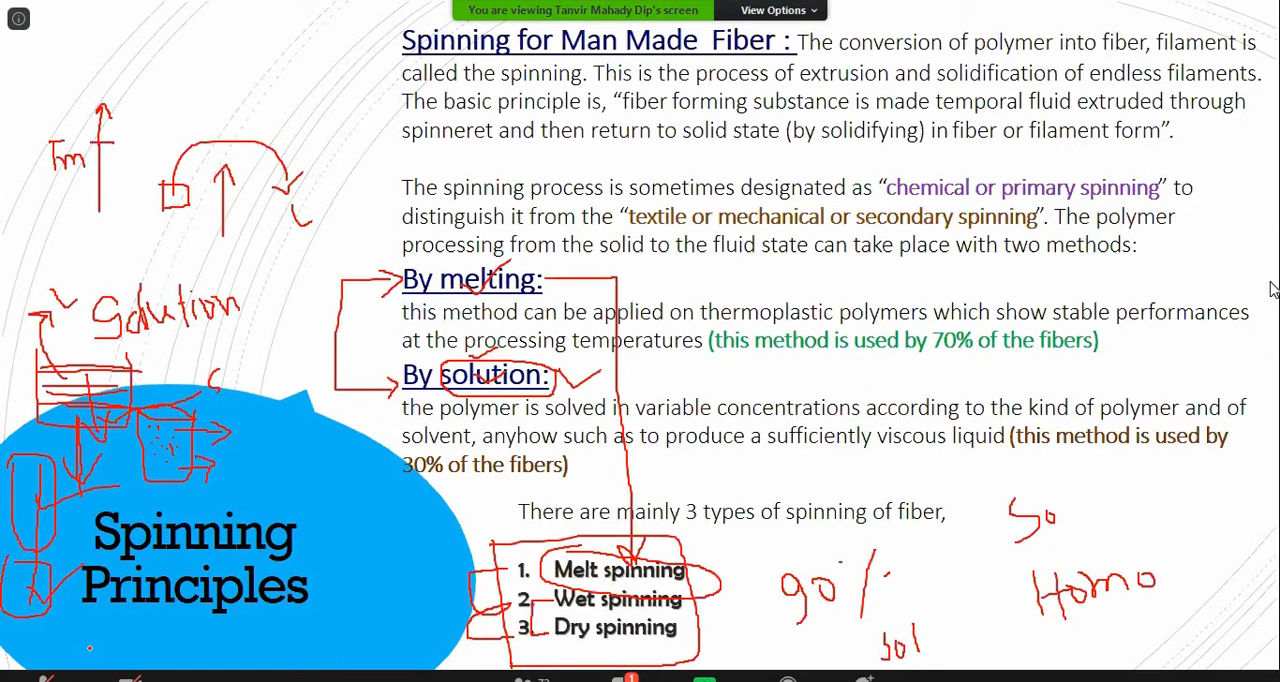 You are viewing Tanvir Mahady Dip's screen
View Options
Spinning for Man Made Fiber : The conversion of polymer into fiber, filament is
called the spinning. This is the process of extrusion and solidification of endless filaments.
The basic principle is, “fiber forming substance is made temporal fluid extruded through
spinneret and then return to solid state (by solidifying) in fiber or filament form”.
The spinning process is sometimes designated as “chemical or primary spinning” to
distinguish it from the “textile or mechanical or secondary spinning”. The polymer
processing from the solid to the fluid state can take place with two methods:
By melting:
this method can be applied on thermoplastic polymers which show stable performances
at the processing temperatures (this method is used by 70% of the fibers)
By solution:
the polymer is solved in variable concentrations according to the kind of polymer and of
solvent, anyhow such as to produce a sufficiently viscous liquid (this method is used by
30% of the fibers)
There are mainly 3 types of spinning of fiber,
1. Melt spinning
2. Wet spinning
3. Dry spinning
Tm
L
Solution
S
Spinning
Principles
90%
sol
So
Homo
73
1